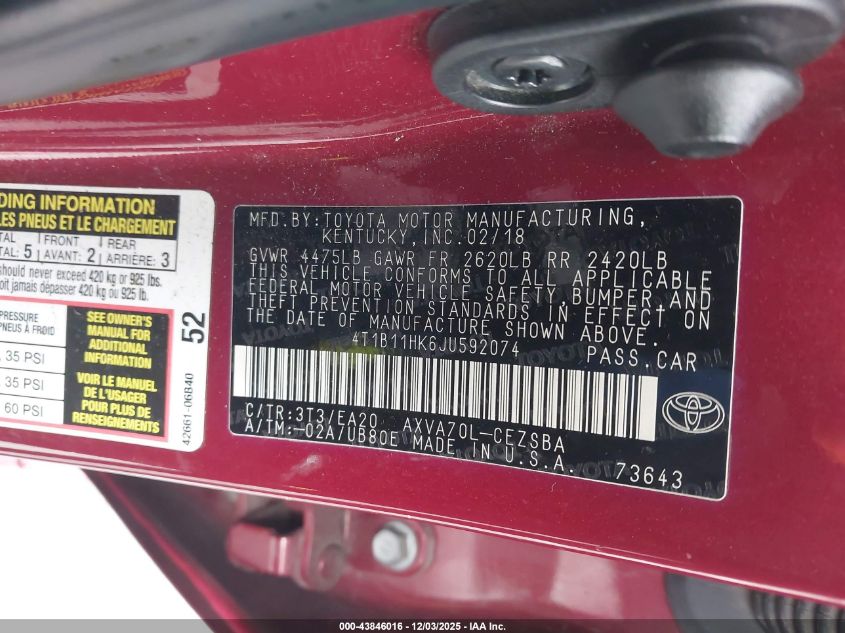 DING INFORMATION
LES PNEUS ET LE CHARGEMENT
TAL FRONT REAR
TAL: 5 AVANT: 2 ARRIÈRE: 3
should never exceed 420 kg or 925 lbs.
oit jamais dépasser 420 kg ou 925 lb.
PRESSURE
PNEUS À FROID
35 PSI
35 PSI
60 PSI
SEE OWNER'S
MANUAL FOR
ADDITIONAL
INFORMATION
VOIR LE MANUEL
DE L'USAGER
POUR PLUS DE
RENSEIGNEMENTS
52
42661-06B40
MFD.BY:TOYOTA MOTOR MANUFACTURING,
KENTUCKY, INC.02/18
GVWR 4475LB GAWR FR 2620LB RR 2420LB
THIS VEHICLE CONFORMS TO ALL APPLICABLE
FEDERAL MOTOR VEHICLE SAFETY,BUMPER,AND
THEFT PREVENTION STANDARDS IN EFFECT ON
THE DATE OF MANUFACTURE SHOWN ABOVE.
4T1B11HK6JU592074 PASS.CAR
C/TR:3T3/EA20 AXVA70L-CEZSBA
A/TM:-02A/UB80E MADE IN U.S.A. 73643
000-43846016 - 12/03/2025 - IAA Inc.